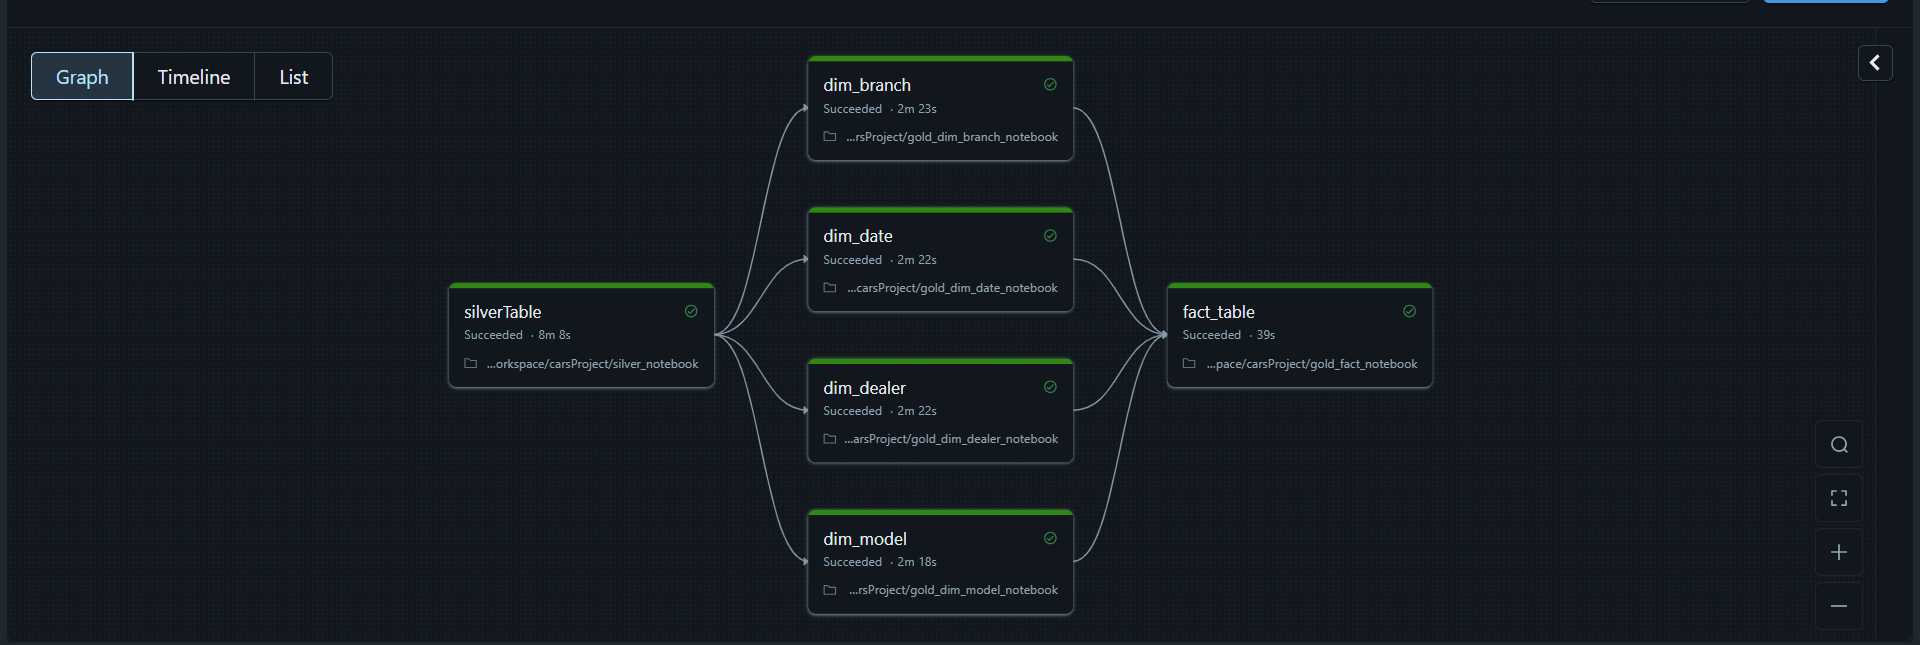 Graph
Timeline
List
dim_branch
Succeeded · 2m 23s
...rsProject/gold_dim_branch_notebook
dim_date
Succeeded · 2m 22s
...carsProject/gold_dim_date_notebook
silverTable
Succeeded · 8m 8s
...orkspace/carsProject/silver_notebook
fact_table
Succeeded · 39s
...pace/carsProject/gold_fact_notebook
dim_dealer
Succeeded · 2m 22s
...arsProject/gold_dim_dealer_notebook
dim_model
Succeeded · 2m 18s
...rsProject/gold_dim_model_notebook